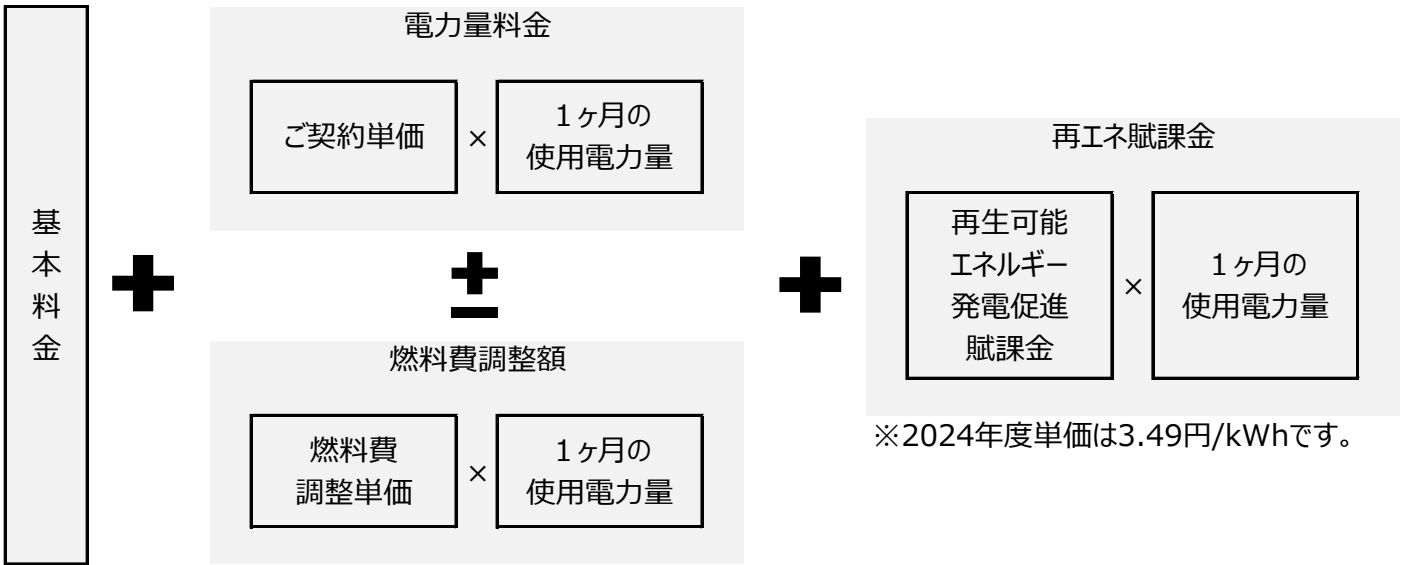 基本料金
電力量料金
ご契約単価
×
1ヶ月の
使用電力量
±
燃料費調整額
燃料費
調整単価
×
1ヶ月の
使用電力量
+
+
再エネ賦課金
再生可能
エネルギー
発電促進
賦課金
×
1ヶ月の
使用電力量
※2024年度単価は3.49円/kWhです。